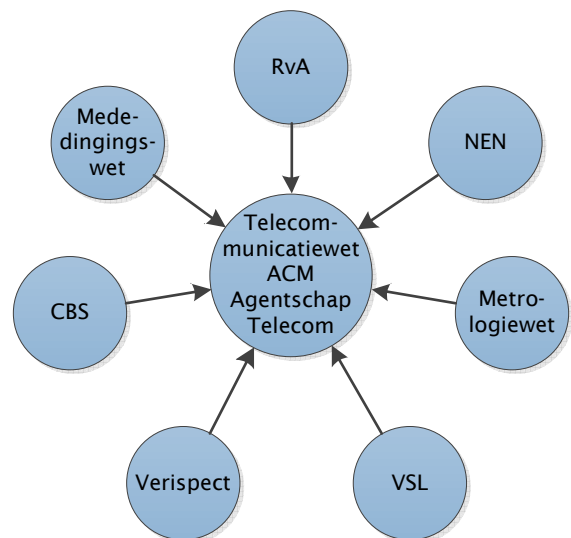 RvA
Mede-
dingings-
wet
NEN
Telecom-
municatiewet
ACM
Agentschap
Telecom
CBS
Metro-
logiewet
Verispect
VSL